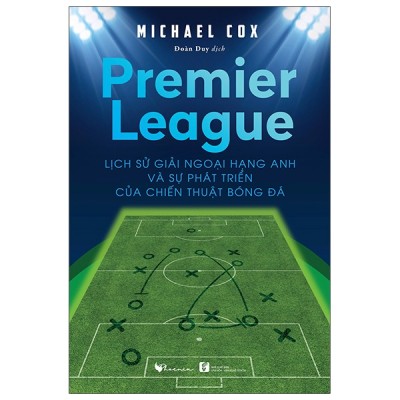 MICHAEL COX
Đoàn Duy dịch
Premier
League
LỊCH SỬ GIẢI NGOẠI HẠNG ANH
VÀ SỰ PHÁT TRIỂN
CỦA CHIẾN THUẬT BÓNG ĐÁ